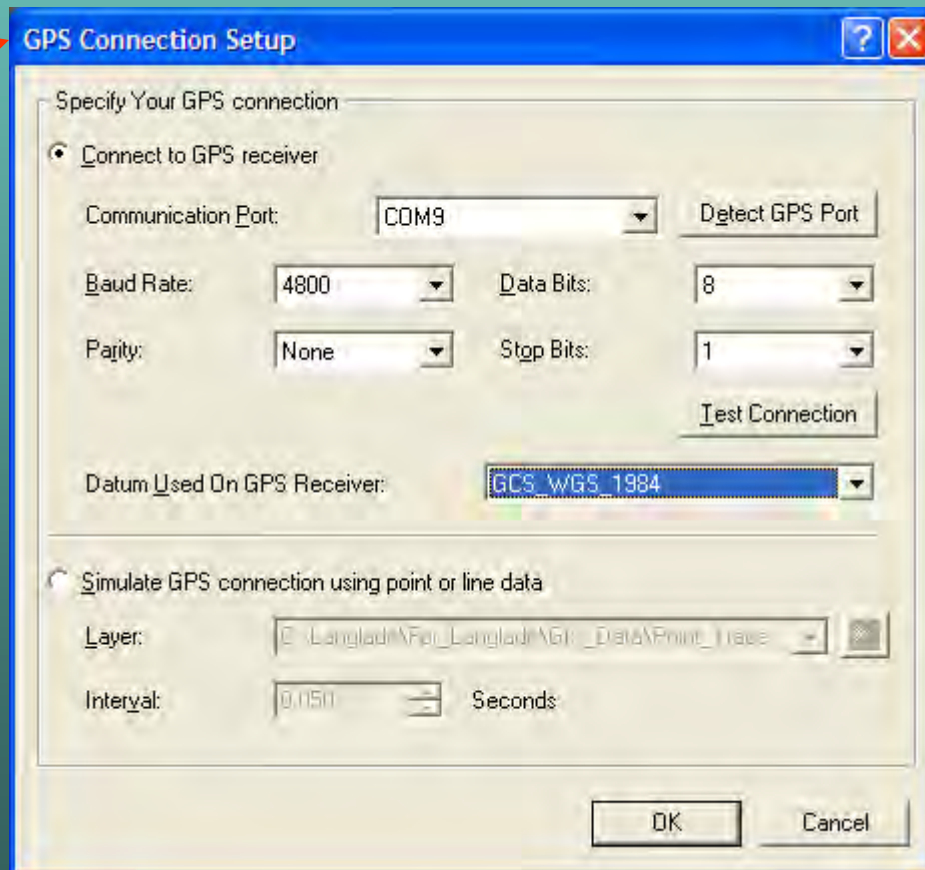 GPS Connection Setup
Specify Your GPS connection
Connect to GPS receiver
Communication Port: COM9 Detect GPS Port
Baud Rate: 4800 Data Bits: 8
Parity: None Stop Bits: 1
Test Connection
Datum Used On GPS Receiver: GCS_WGS_1984
Simulate GPS connection using point or line data
Layer:
Interval: 0.050 Seconds
OK Cancel